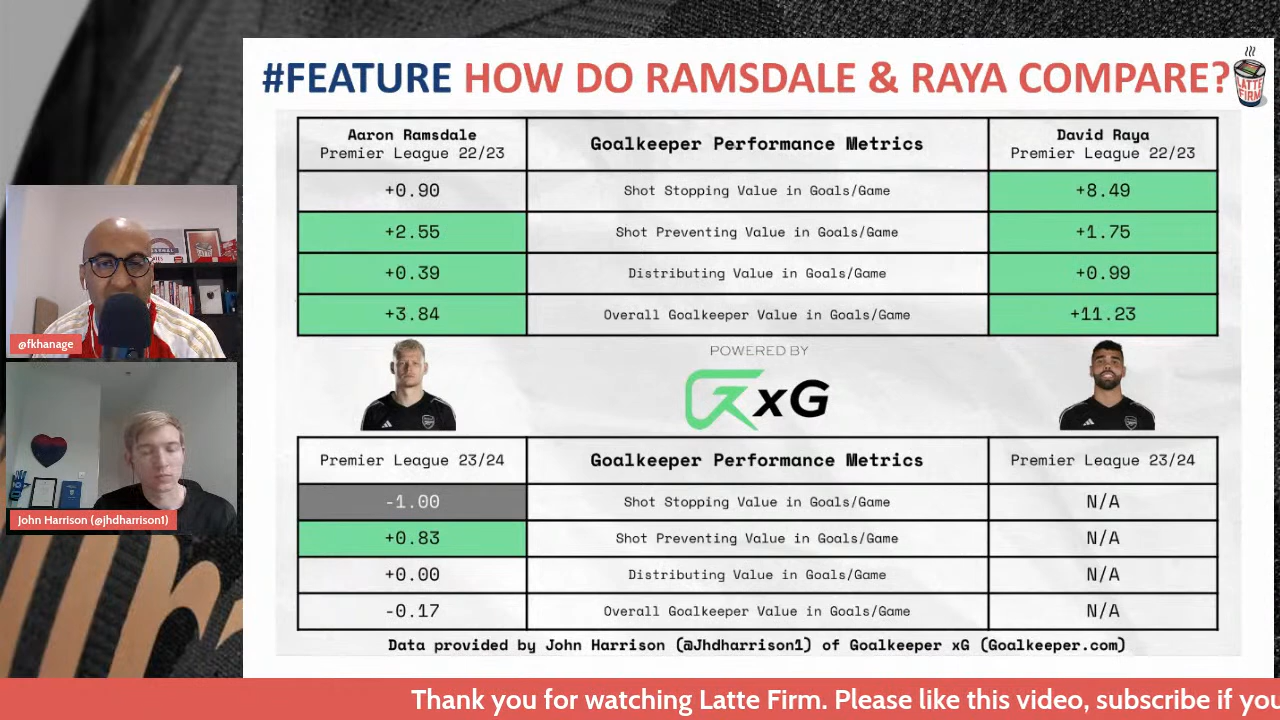 #FEATURE HOW DO RAMSDALE & RAYA COMPARE?
LATTE
FIRM
Aaron Ramsdale
Premier League 22/23
Goalkeeper Performance Metrics
David Raya
Premier League 22/23
+0.90 Shot Stopping Value in Goals/Game +8.49
+2.55 Shot Preventing Value in Goals/Game +1.75
+0.39 Distributing Value in Goals/Game +0.99
+3.84 Overall Goalkeeper Value in Goals/Game +11.23
POWERED BY
xG
Premier League 23/24 Goalkeeper Performance Metrics Premier League 23/24
-1.00 Shot Stopping Value in Goals/Game N/A
+0.83 Shot Preventing Value in Goals/Game N/A
+0.00 Distributing Value in Goals/Game N/A
-0.17 Overall Goalkeeper Value in Goals/Game N/A
Data provided by John Harrison (@Jhdharrison1) of Goalkeeper xG (Goalkeeper.com)
@fkhanage
John Harrison (@jhdharrison1)
Thank you for watching Latte Firm. Please like this video, subscribe if you